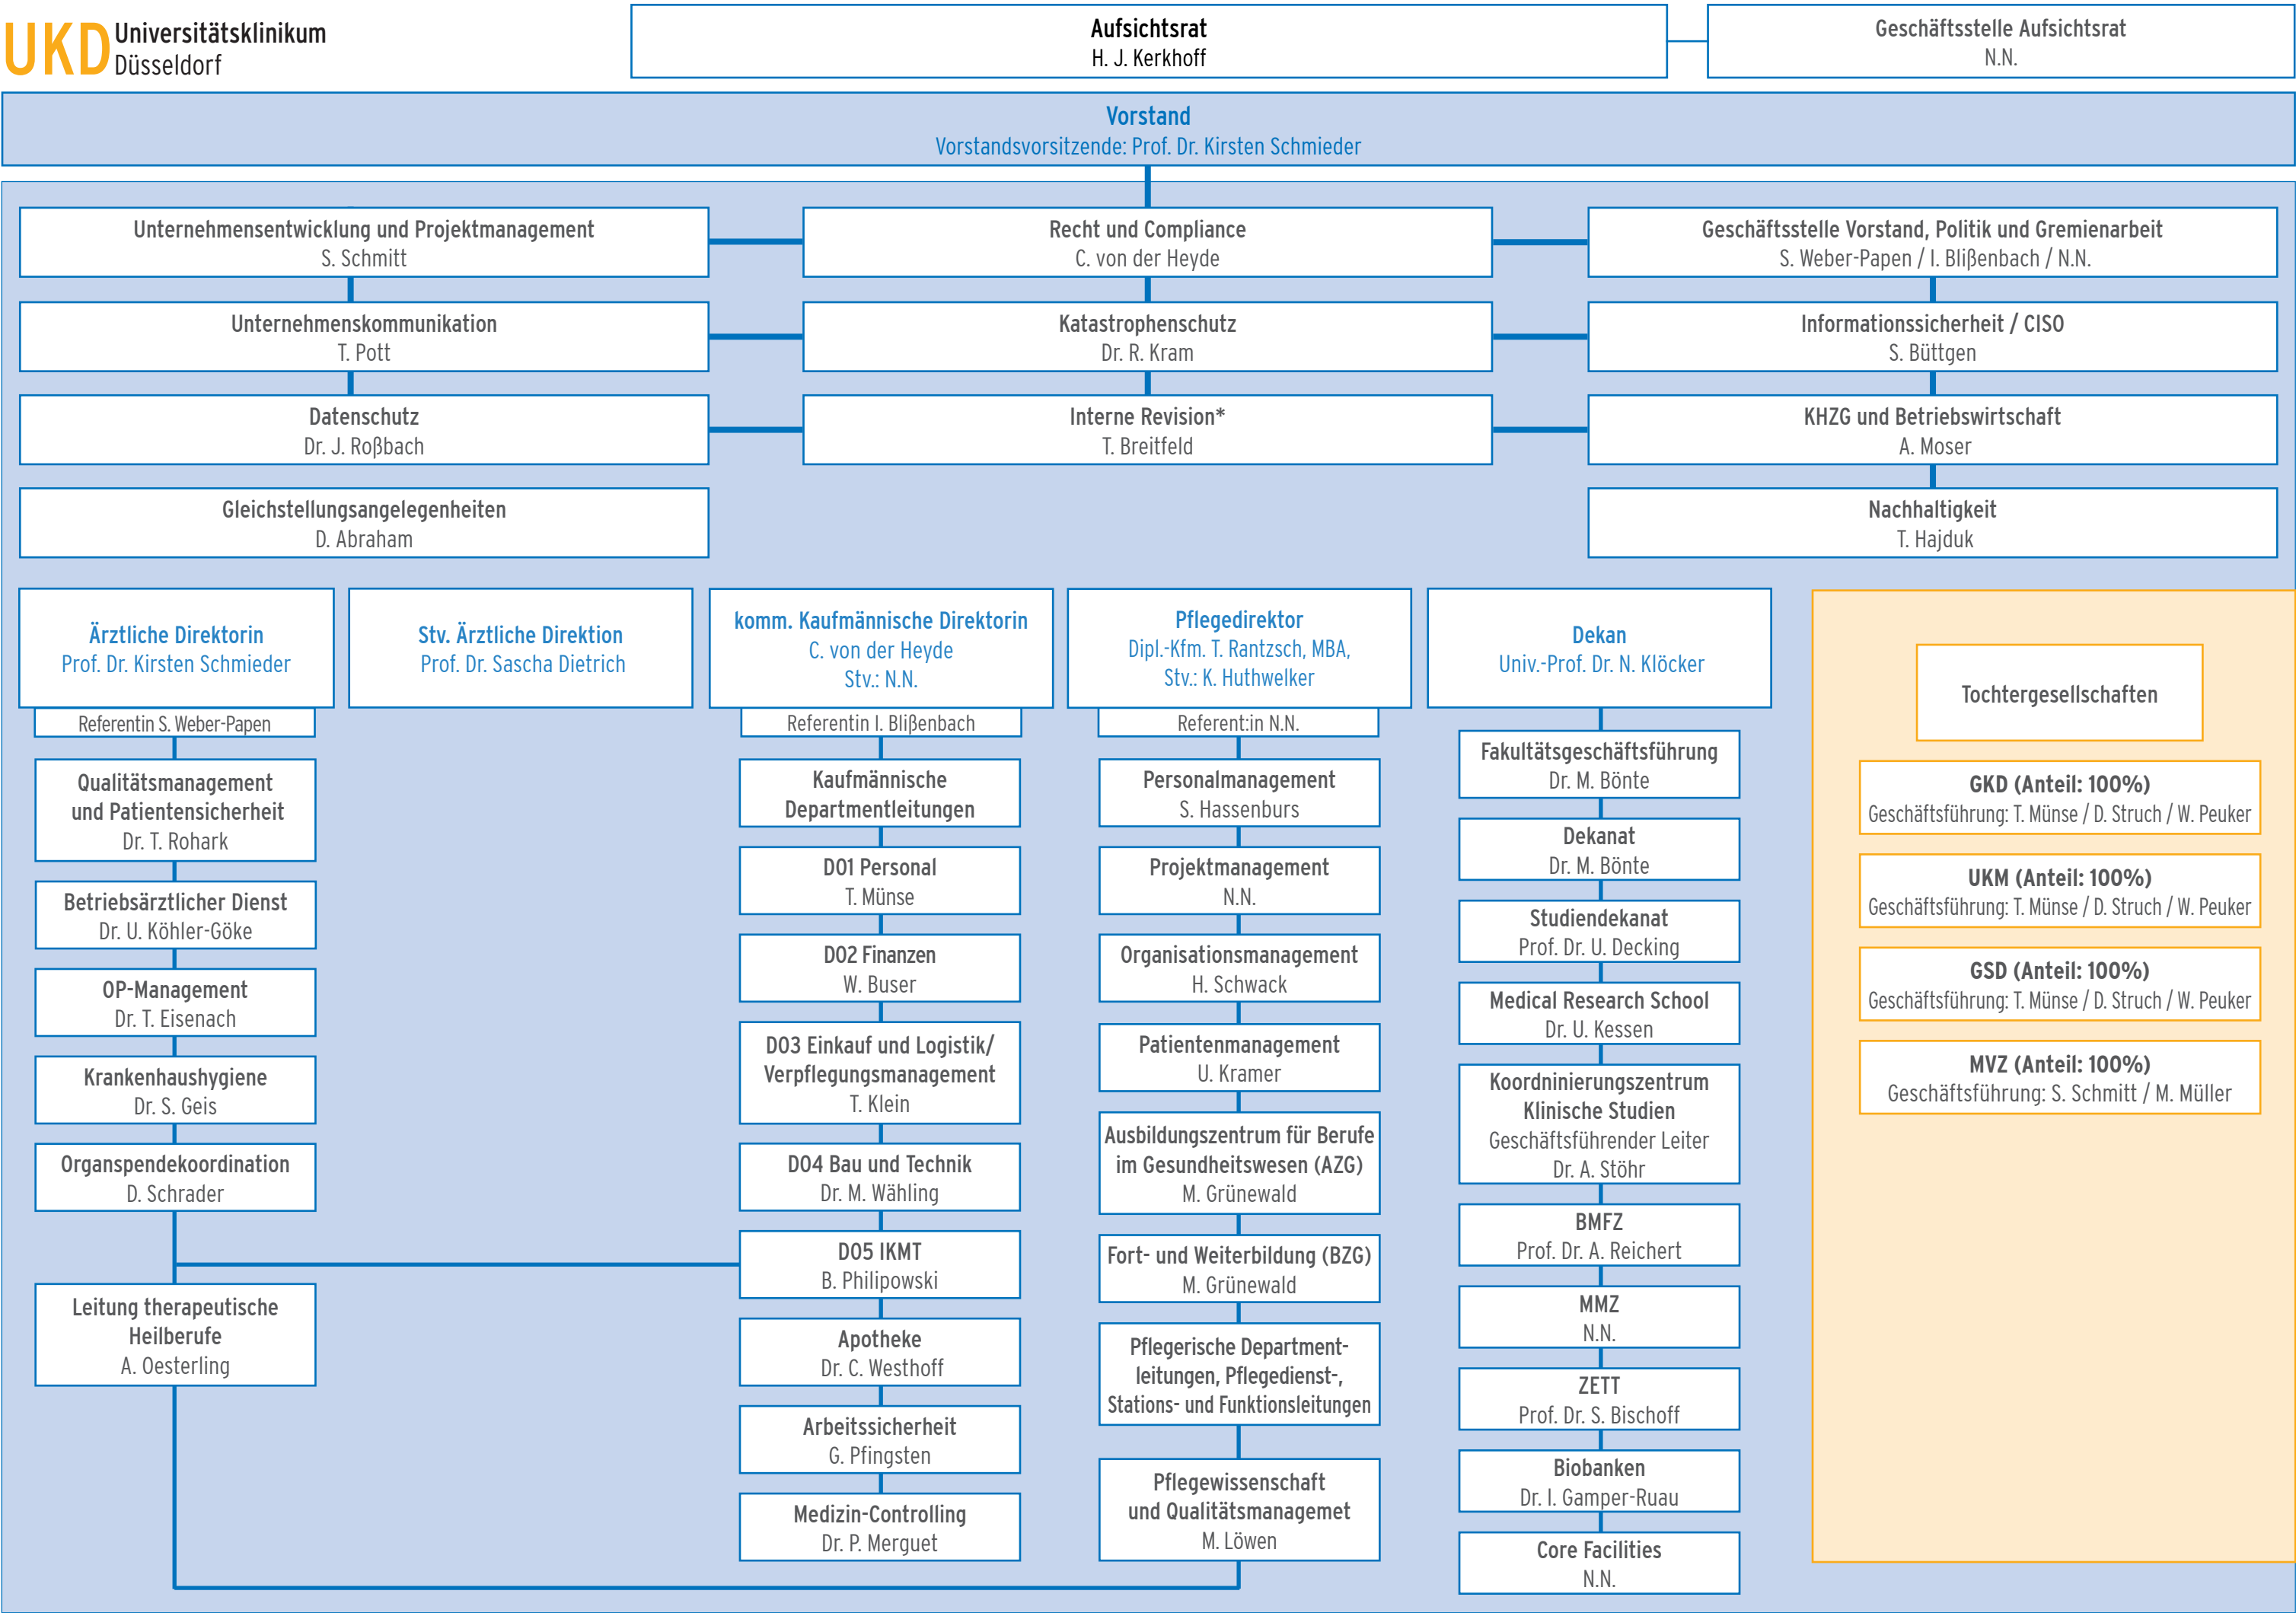 UKD Universitätsklinikum
Düsseldorf
Aufsichtsrat
H. J. Kerkhoff
Geschäftsstelle Aufsichtsrat
N.N.
Vorstand
Vorstandsvorsitzende: Prof. Dr. Kirsten Schmieder
Unternehmensentwicklung und Projektmanagement
S. Schmitt
Recht und Compliance
C. von der Heyde
Geschäftsstelle Vorstand, Politik und Gremienarbeit
S. Weber-Papen / I. Blißenbach / N.N.
Unternehmenskommunikation
T. Pott
Katastrophenschutz
Dr. R. Kram
Informationssicherheit / CISO
S. Büttgen
Datenschutz
Dr. J. Roßbach
Interne Revision*
T. Breitfeld
KHZG und Betriebswirtschaft
A. Moser
Gleichstellungsangelegenheiten
D. Abraham
Nachhaltigkeit
T. Hajduk
Ärztliche Direktorin
Prof. Dr. Kirsten Schmieder
Referentin S. Weber-Papen
Qualitätsmanagement
und Patientensicherheit
Dr. T. Rohark
Betriebsärztlicher Dienst
Dr. U. Köhler-Göke
OP-Management
Dr. T. Eisenach
Krankenhaushygiene
Dr. S. Geis
Organspendekoordination
D. Schrader
Leitung therapeutische
Heilberufe
A. Oesterling
Stv. Ärztliche Direktion
Prof. Dr. Sascha Dietrich
komm. Kaufmännische Direktorin
C. von der Heyde
Stv.: N.N.
Referentin I. Blißenbach
Kaufmännische
Departmentleitungen
D01 Personal
T. Münse
D02 Finanzen
W. Buser
D03 Einkauf und Logistik/
Verpflegungsmanagement
T. Klein
D04 Bau und Technik
Dr. M. Wähling
D05 IKMT
B. Philipowski
Apotheke
Dr. C. Westhoff
Arbeitssicherheit
G. Pfingsten
Medizin-Controlling
Dr. P. Merguet
Pflegedirektor
Dipl.-Kfm. T. Rantzsch, MBA,
Stv.: K. Huthwelker
Referent:in N.N.
Personalmanagement
S. Hassenburs
Projektmanagement
N.N.
Organisationsmanagement
H. Schwack
Patientenmanagement
U. Kramer
Ausbildungszentrum für Berufe
im Gesundheitswesen (AZG)
M. Grünewald
Fort- und Weiterbildung (BZG)
M. Grünewald
Pflegerische Department-
leitungen, Pflegedienst-,
Stations- und Funktionsleitungen
Pflegewissenschaft
und Qualitätsmanagemet
M. Löwen
Dekan
Univ.-Prof. Dr. N. Klöcker
Fakultätsgeschäftsführung
Dr. M. Bönte
Dekanat
Dr. M. Bönte
Studiendekanat
Prof. Dr. U. Decking
Medical Research School
Dr. U. Kessen
Koordninierungszentrum
Klinische Studien
Geschäftsführender Leiter
Dr. A. Stöhr
BMFZ
Prof. Dr. A. Reichert
MMZ
N.N.
ZETT
Prof. Dr. S. Bischoff
Biobanken
Dr. I. Gamper-Ruau
Core Facilities
N.N.
Tochtergesellschaften
GKD (Anteil: 100%)
Geschäftsführung: T. Münse / D. Struch / W. Peuker
UKM (Anteil: 100%)
Geschäftsführung: T. Münse / D. Struch / W. Peuker
GSD (Anteil: 100%)
Geschäftsführung: T. Münse / D. Struch / W. Peuker
MVZ (Anteil: 100%)
Geschäftsführung: S. Schmitt / M. Müller